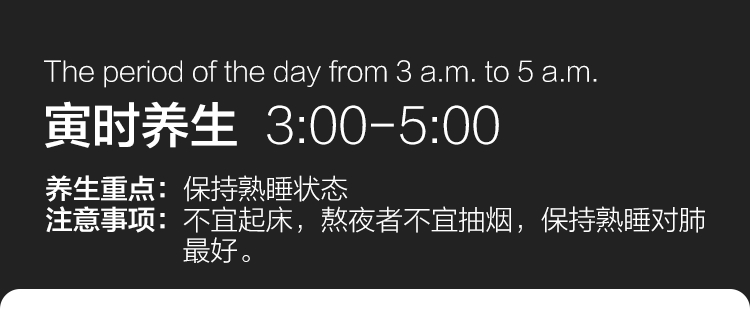 The period of the day from 3 a.m. to 5 a.m.
寅时养生 3:00-5:00
养生重点：保持熟睡状态
注意事项：不宜起床，熬夜者不宜抽烟，保持熟睡对肺
最好。